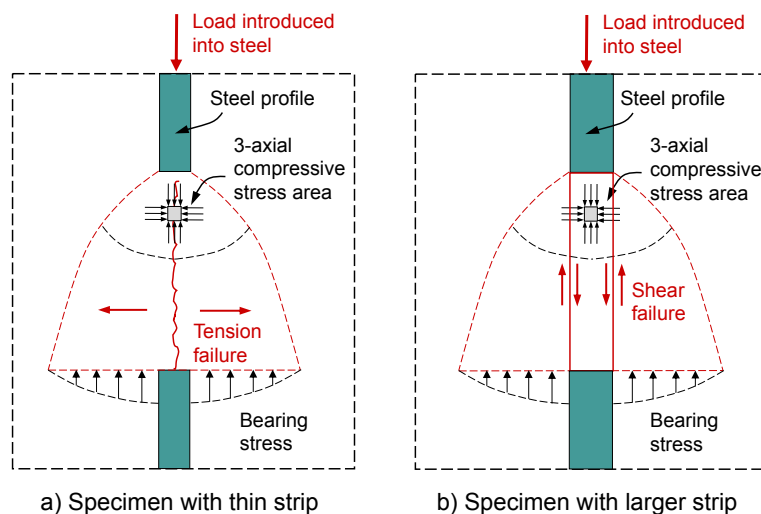 Load introduced
into steel
Steel profile
3-axial
compressive
stress area
Tension
failure
Bearing
stress
a) Specimen with thin strip
Load introduced
into steel
Steel profile
3-axial
compressive
stress area
Shear
failure
Bearing
stress
b) Specimen with larger strip